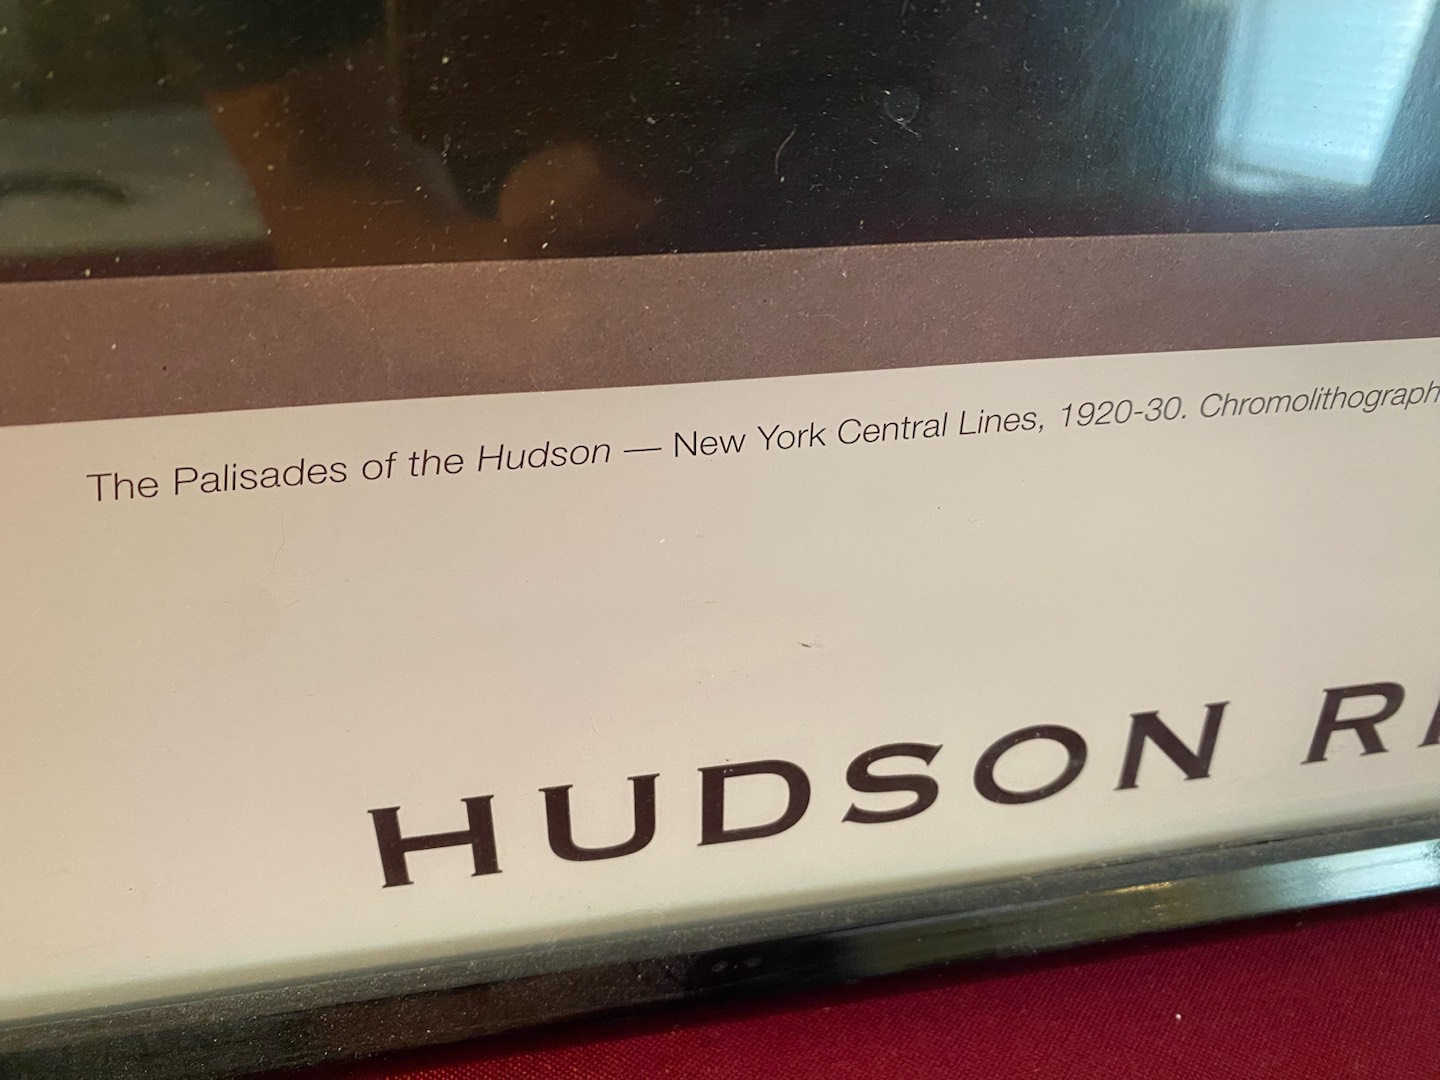 The Palisades of the Hudson — New York Central Lines, 1920-30. Chromolithograph
HUDSON